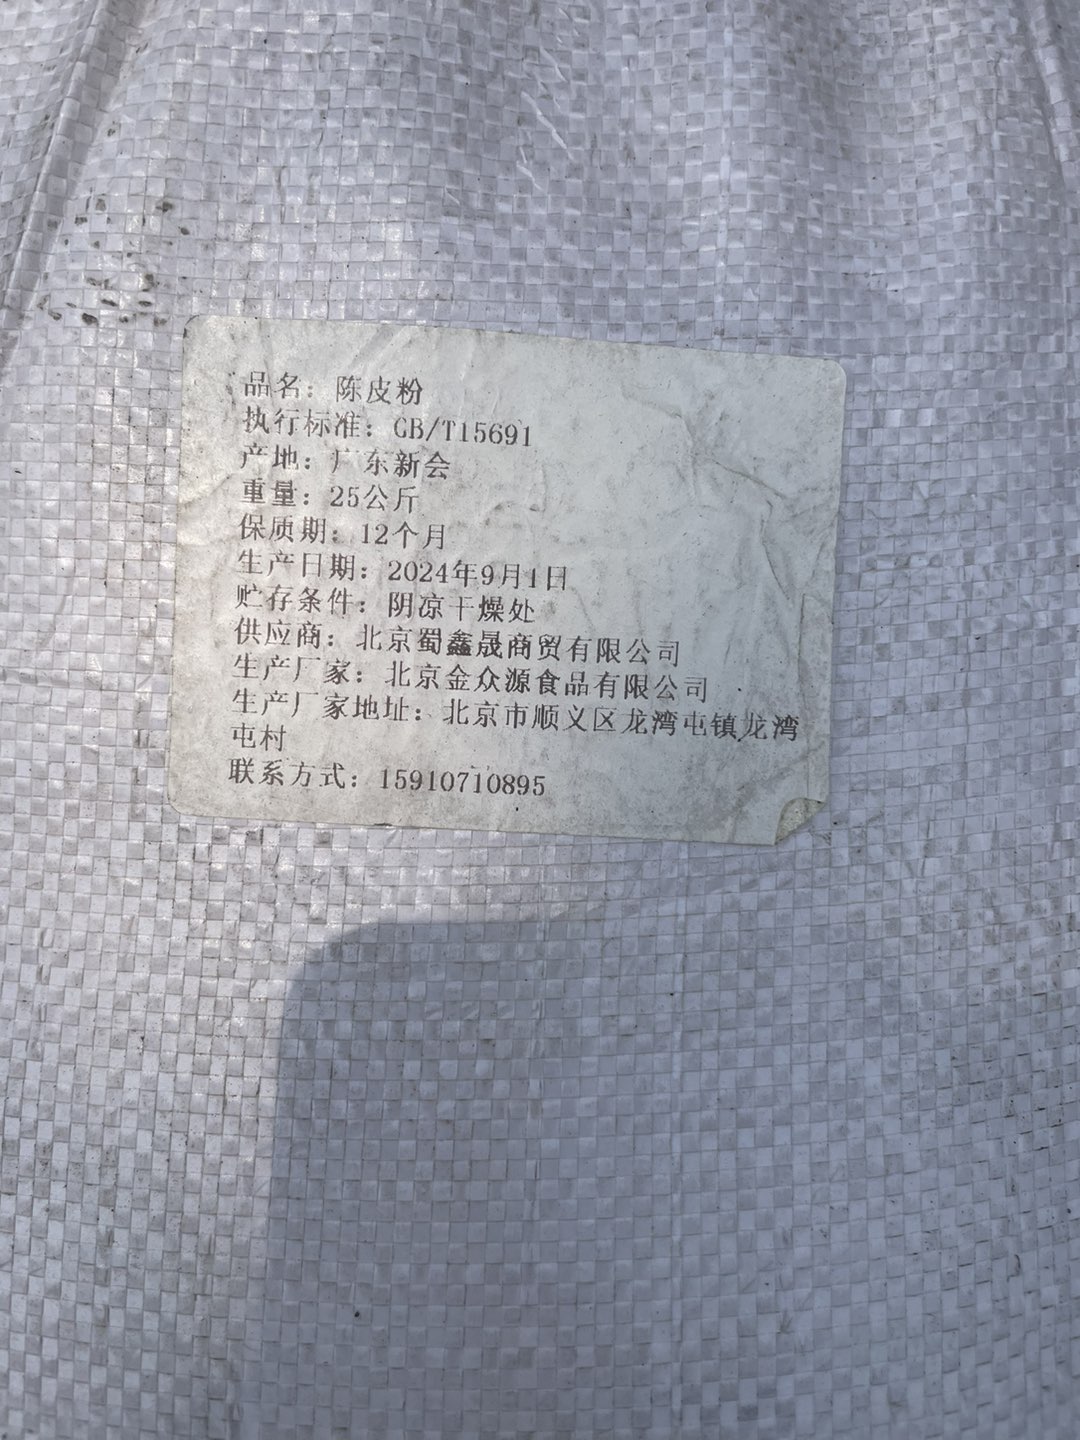 品名：陈皮粉
执行标准：GB/T15691
产地：广东新会
重量：25公斤
保质期：12个月
生产日期：2024年9月1日
贮存条件：阴凉干燥处
供应商：北京蜀鑫晟商贸有限公司
生产厂家：北京金众源食品有限公司
生产厂家地址：北京市顺义区龙湾屯镇龙湾
屯村
联系方式：15910710895